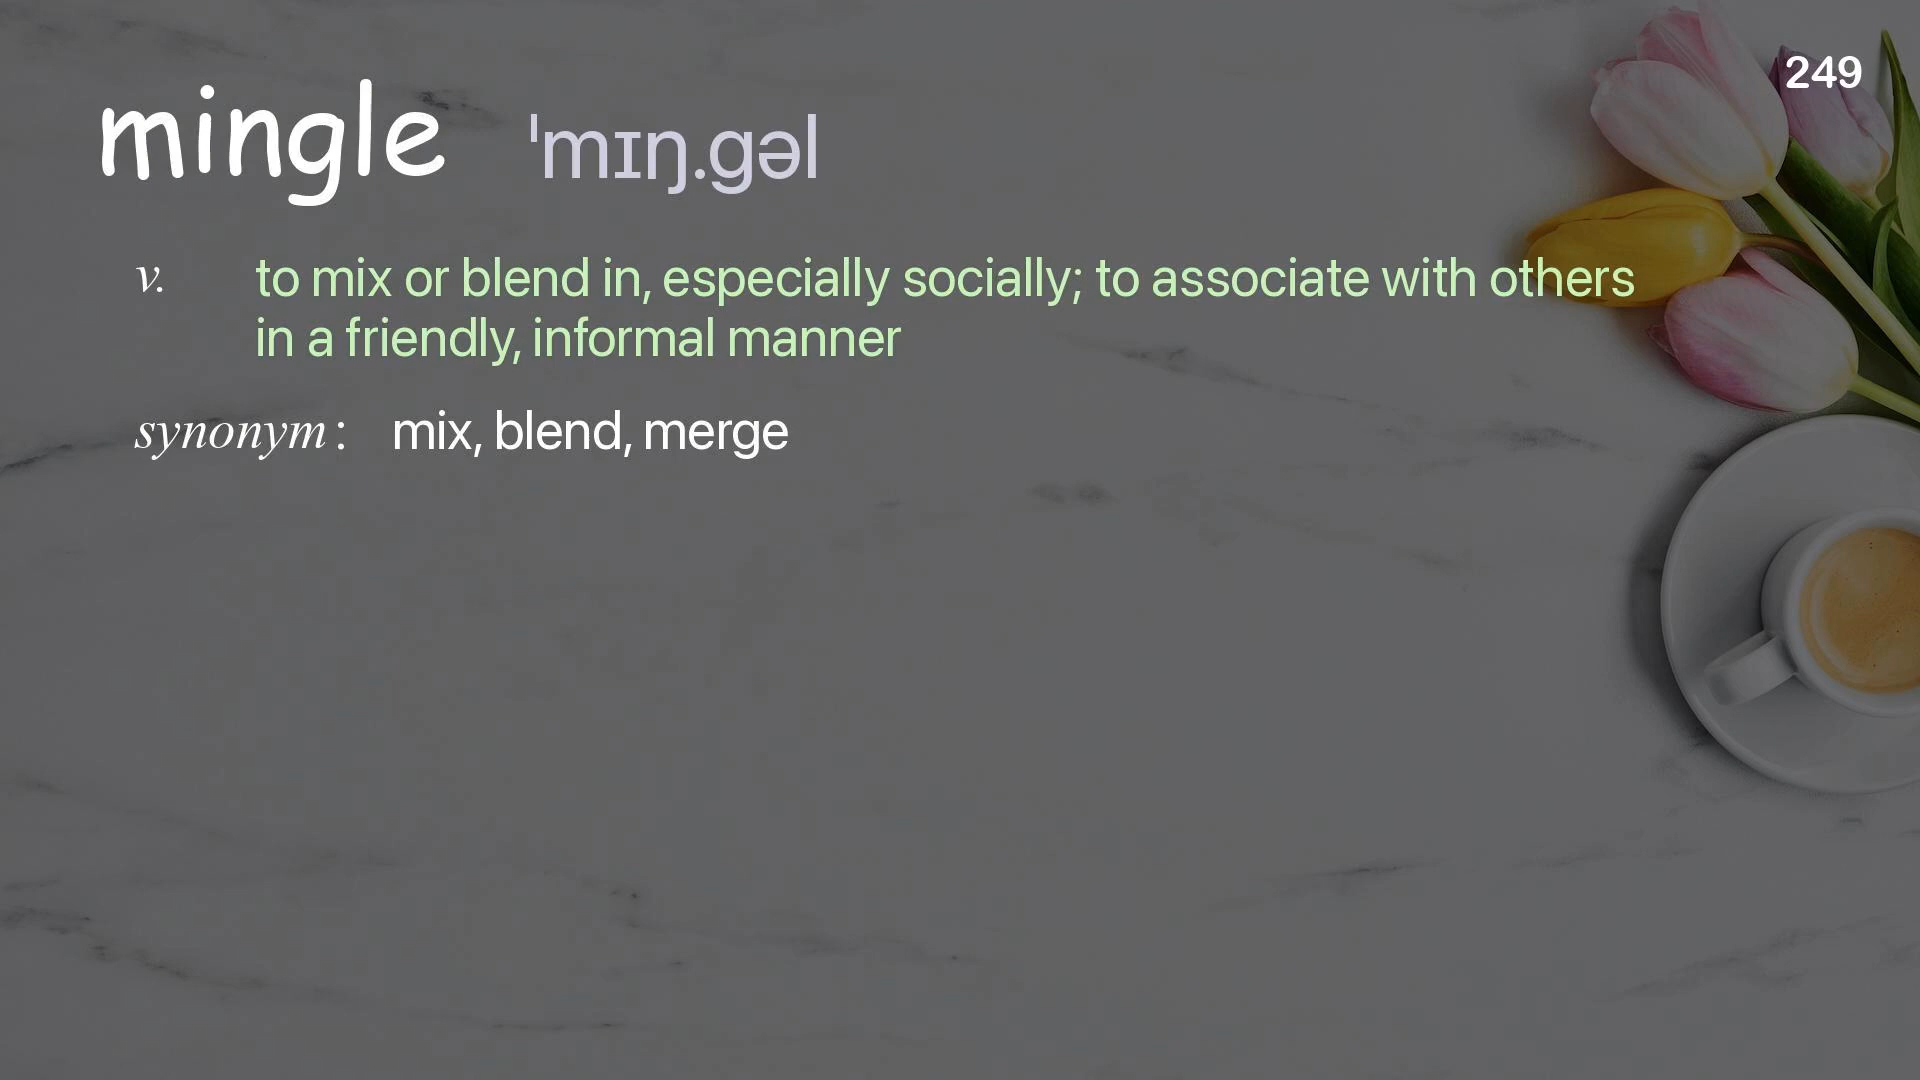 249
mingle ˈmɪŋ.gəl
v. to mix or blend in, especially socially; to associate with others
in a friendly, informal manner
synonym : mix, blend, merge